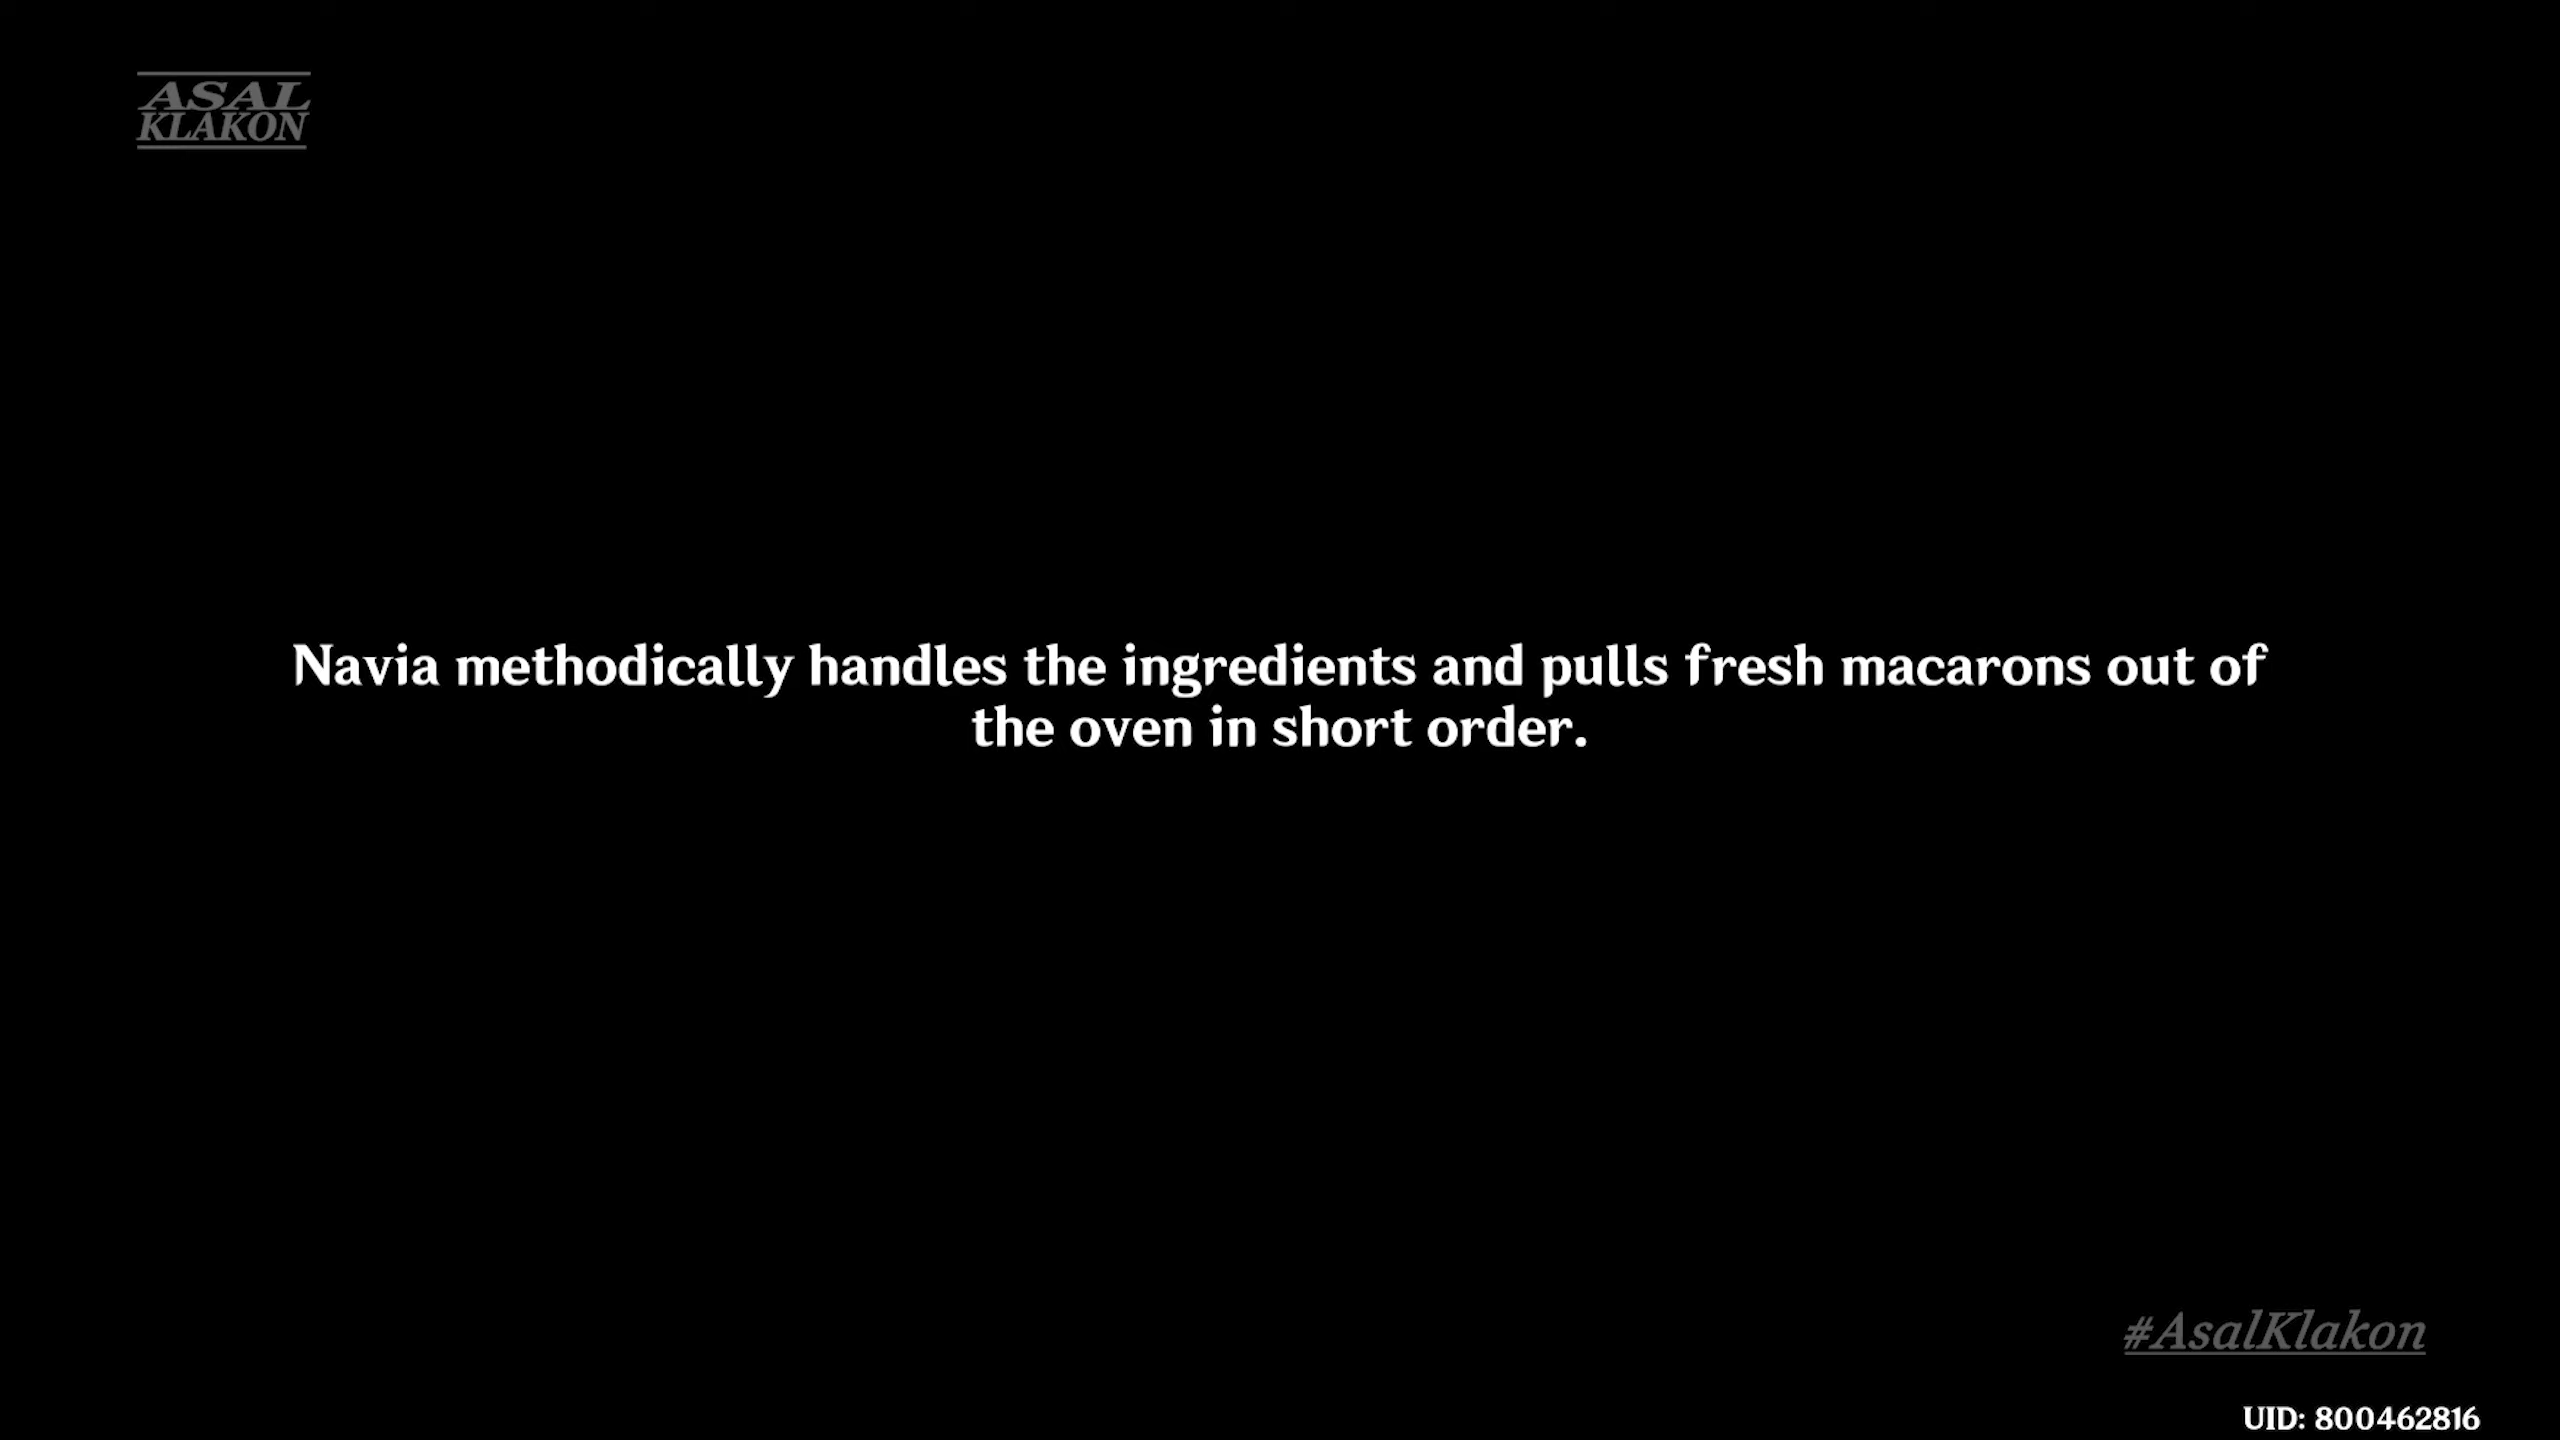 ASAL
KLAKON
Navia methodically handles the ingredients and pulls fresh macarons out of
the oven in short order.
#AsalKlakon
UID: 800462816